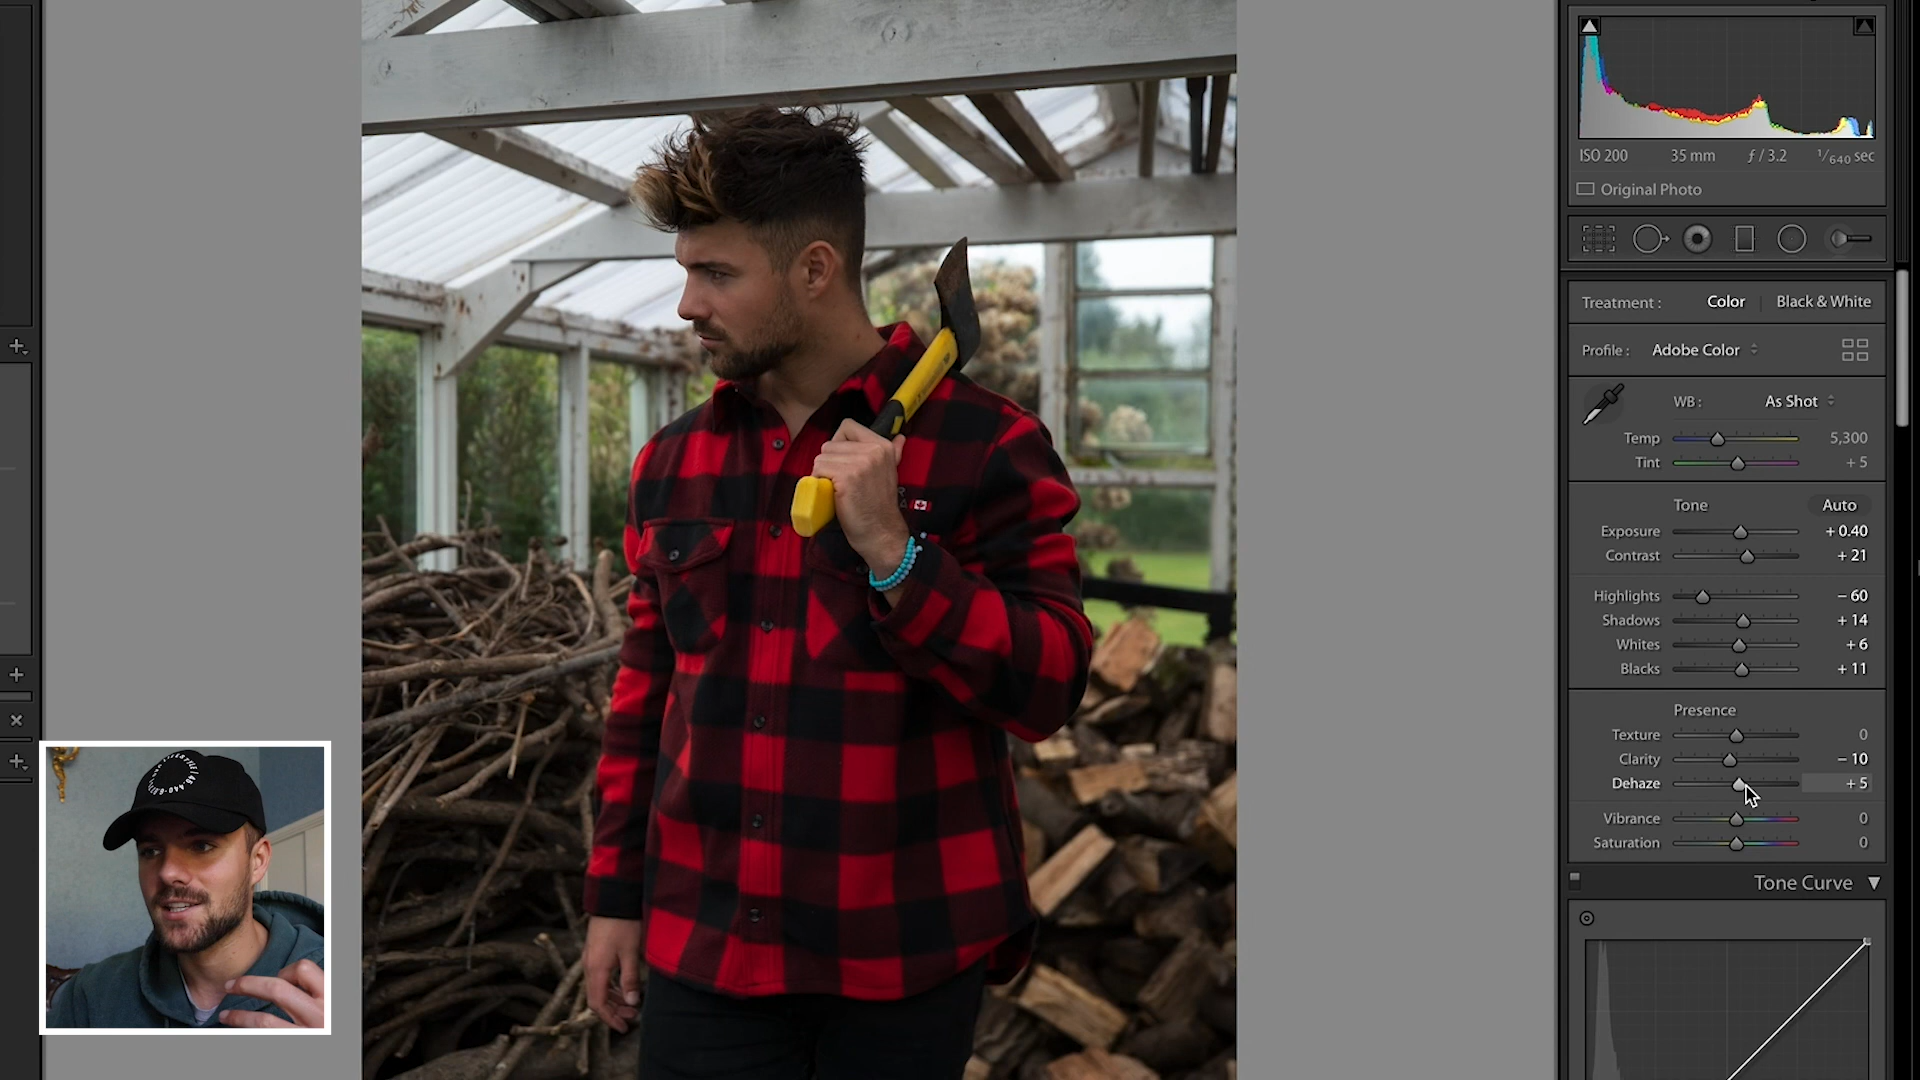 ISO 200 35 mm ƒ / 3.2 1/640 sec
Original Photo
Treatment : Color Black & White
Profile : Adobe Color
WB : As Shot
Temp 5,300
Tint + 5
Tone Auto
Exposure + 0.40
Contrast + 21
Highlights – 60
Shadows + 14
Whites + 6
Blacks + 11
Presence
Texture 0
Clarity – 10
Dehaze + 5
Vibrance 0
Saturation 0
Tone Curve